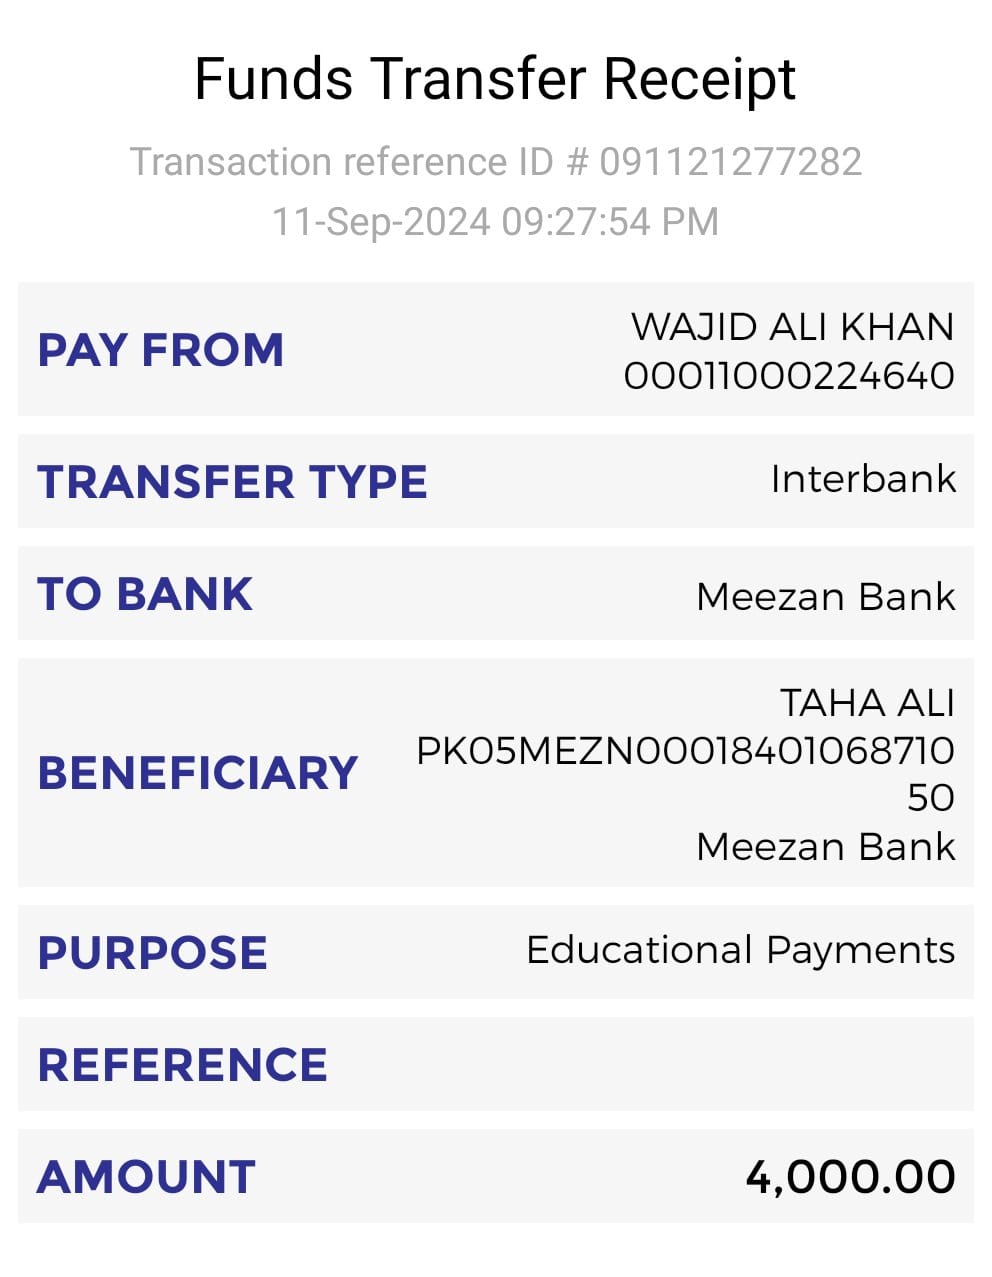 Funds Transfer Receipt
Transaction reference ID # 091121277282
11-Sep-2024 09:27:54 PM
PAY FROM
WAJID ALI KHAN
00011000224640
TRANSFER TYPE
Interbank
TO BANK
Meezan Bank
BENEFICIARY
TAHA ALI
PK05MEZN00018401068710
50
Meezan Bank
PURPOSE
Educational Payments
REFERENCE
AMOUNT
4,000.00